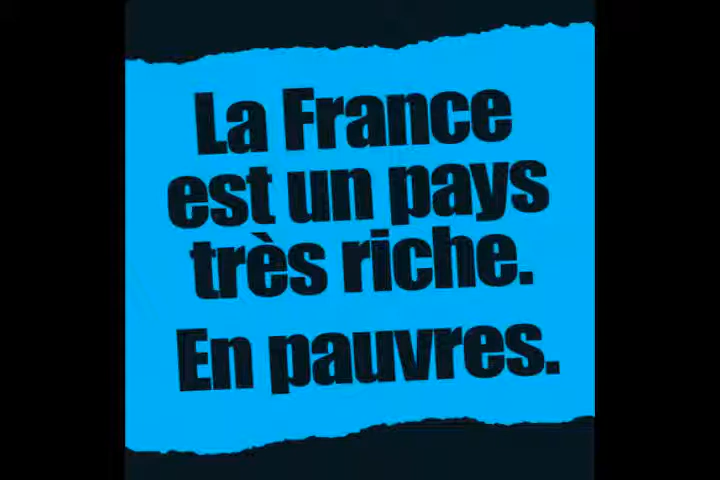 La France
est un pays
très riche.
En pauvres.